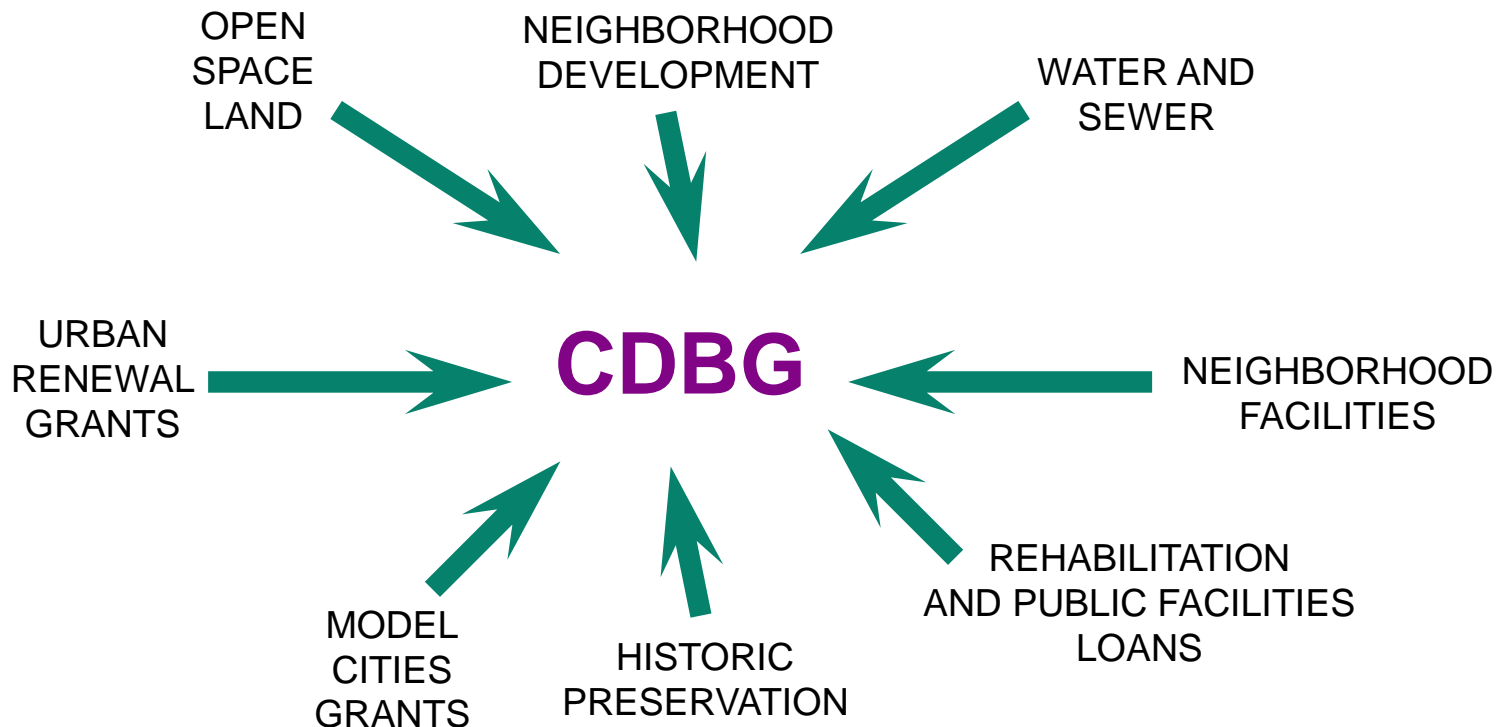 OPEN
SPACE
LAND
NEIGHBORHOOD
DEVELOPMENT
WATER AND
SEWER
URBAN
RENEWAL
GRANTS
CDBG
NEIGHBORHOOD
FACILITIES
MODEL
CITIES
GRANTS
HISTORIC
PRESERVATION
REHABILITATION
AND PUBLIC FACILITIES
LOANS